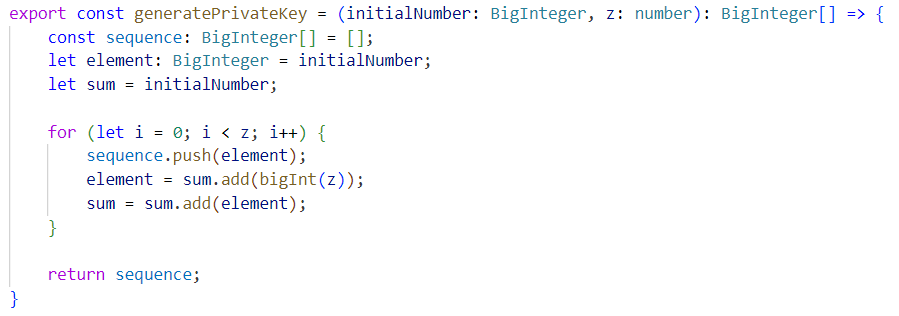 export const generatePrivateKey = (initialNumber: BigInteger, z: number): BigInteger[] => {
    const sequence: BigInteger[] = [];
    let element: BigInteger = initialNumber;
    let sum = initialNumber;

    for (let i = 0; i < z; i++) {
        sequence.push(element);
        element = sum.add(bigInt(z));
        sum = sum.add(element);
    }

    return sequence;
}